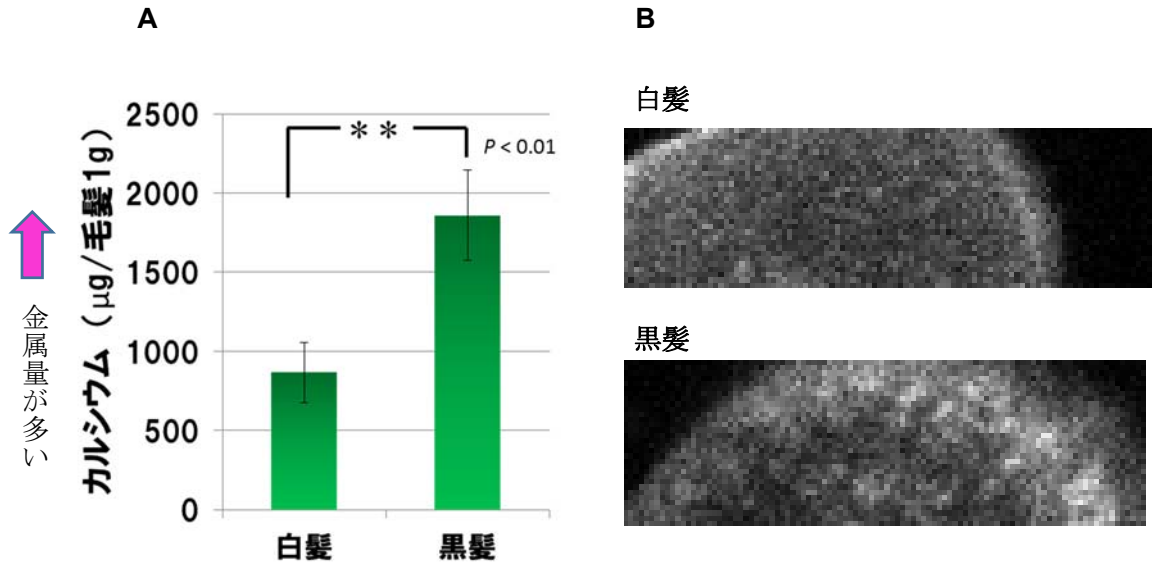 A
B
2500
2000
1500
1000
500
0
カルシウム（μg/毛髪1g）
**
P < 0.01
白髪
黒髪
金属量が多い
白髪
黒髪